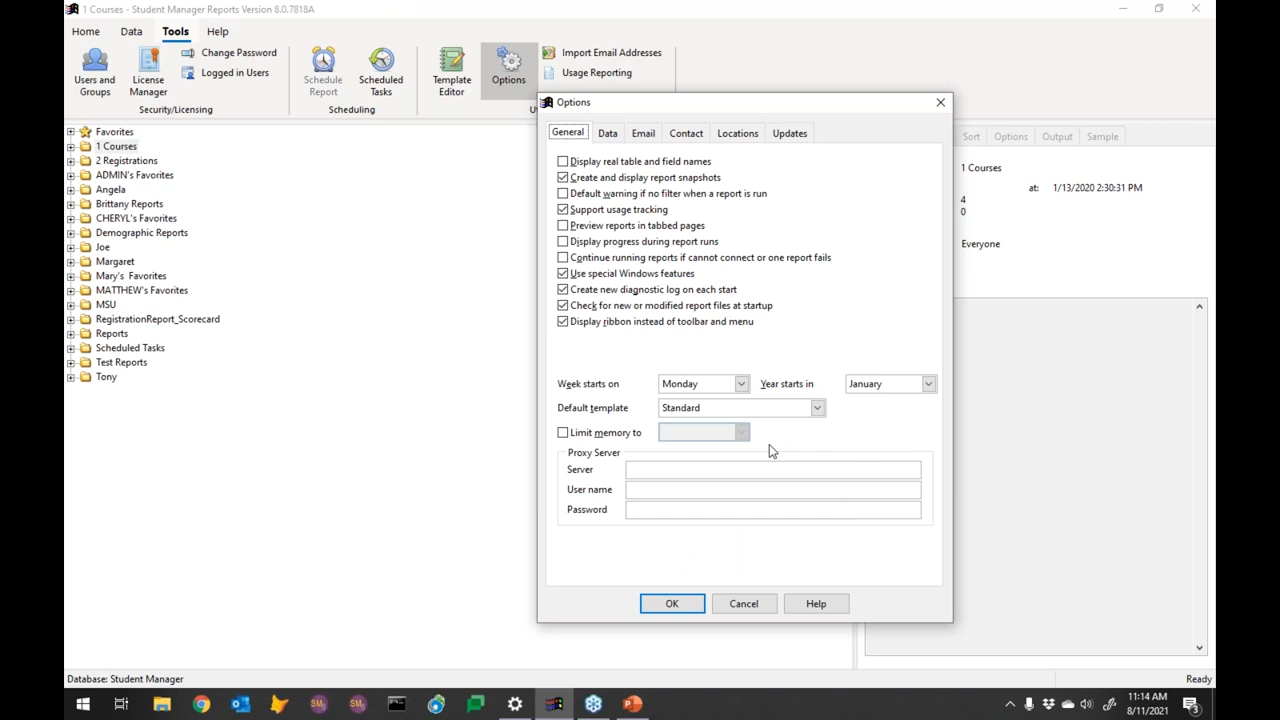 1 Courses - Student Manager Reports Version 8.0.7818A
Home Data Tools Help
Users and Groups
License Manager
Change Password
Logged in Users
Security/Licensing
Schedule Report
Scheduled Tasks
Scheduling
Template Editor
Options
Import Email Addresses
Usage Reporting
Favorites
1 Courses
2 Registrations
ADMIN's Favorites
Angela
Brittany Reports
CHERYL's Favorites
Demographic Reports
Joe
Margaret
Mary's Favorites
MATTHEW's Favorites
MSU
RegistrationReport_Scorecard
Reports
Scheduled Tasks
Test Reports
Tony
Options
General Data Email Contact Locations Updates
Display real table and field names
Create and display report snapshots
Default warning if no filter when a report is run
Support usage tracking
Preview reports in tabbed pages
Display progress during report runs
Continue running reports if cannot connect or one report fails
Use special Windows features
Create new diagnostic log on each start
Check for new or modified report files at startup
Display ribbon instead of toolbar and menu
Week starts on Monday Year starts in January
Default template Standard
Limit memory to
Proxy Server
Server
User name
Password
OK Cancel Help
Sort Options Output Sample
1 Courses
at: 1/13/2020 2:30:31 PM
4
0
Everyone
Database: Student Manager Ready
11:14 AM
8/11/2021
3